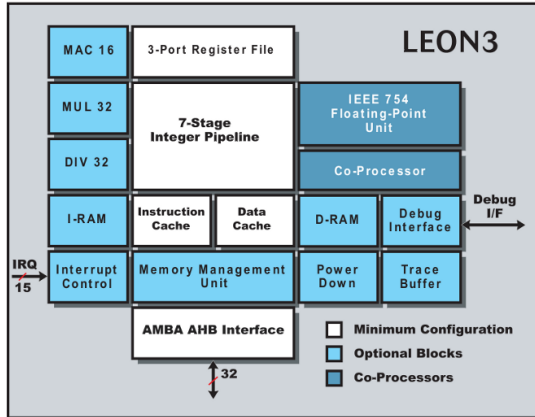 LEON3
MAC 16
3-Port Register File
MUL 32
7-Stage
Integer Pipeline
IEEE 754
Floating-Point
Unit
DIV 32
Co-Processor
I-RAM
Instruction
Cache
Data
Cache
D-RAM
Debug
Interface
Debug
I/F
IRQ
15
Interrupt
Control
Memory Management
Unit
Power
Down
Trace
Buffer
AMBA AHB Interface
32
Minimum Configuration
Optional Blocks
Co-Processors